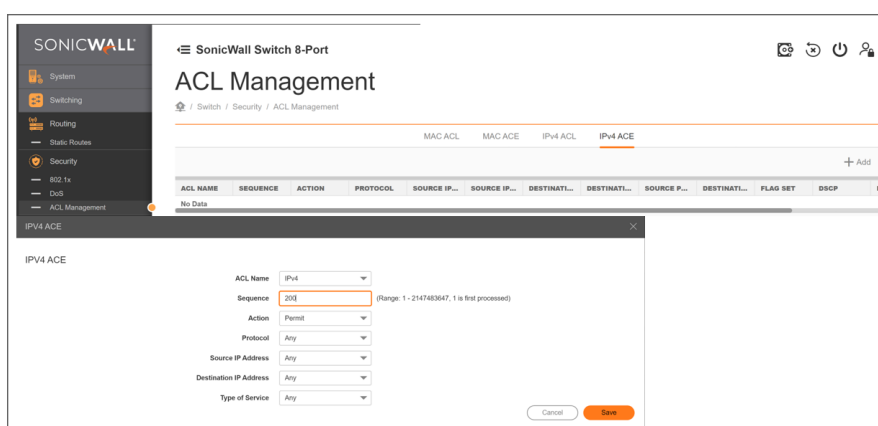 SONICWALL
SonicWall Switch 8-Port
System
Switching
Routing
Static Routes
Security
802.1x
DoS
ACL Management
ACL Management
/ Switch / Security / ACL Management
MAC ACL MAC ACE IPv4 ACL IPv4 ACE
+ Add
ACL NAME SEQUENCE ACTION PROTOCOL SOURCE IP... SOURCE IP... DESTINATI... DESTINATI... SOURCE P... DESTINATI... FLAG SET DSCP
No Data
IPV4 ACE
IPV4 ACE
ACL Name IPv4
Sequence 200 (Range: 1 - 2147483647, 1 is first processed)
Action Permit
Protocol Any
Source IP Address Any
Destination IP Address Any
Type of Service Any
Cancel Save